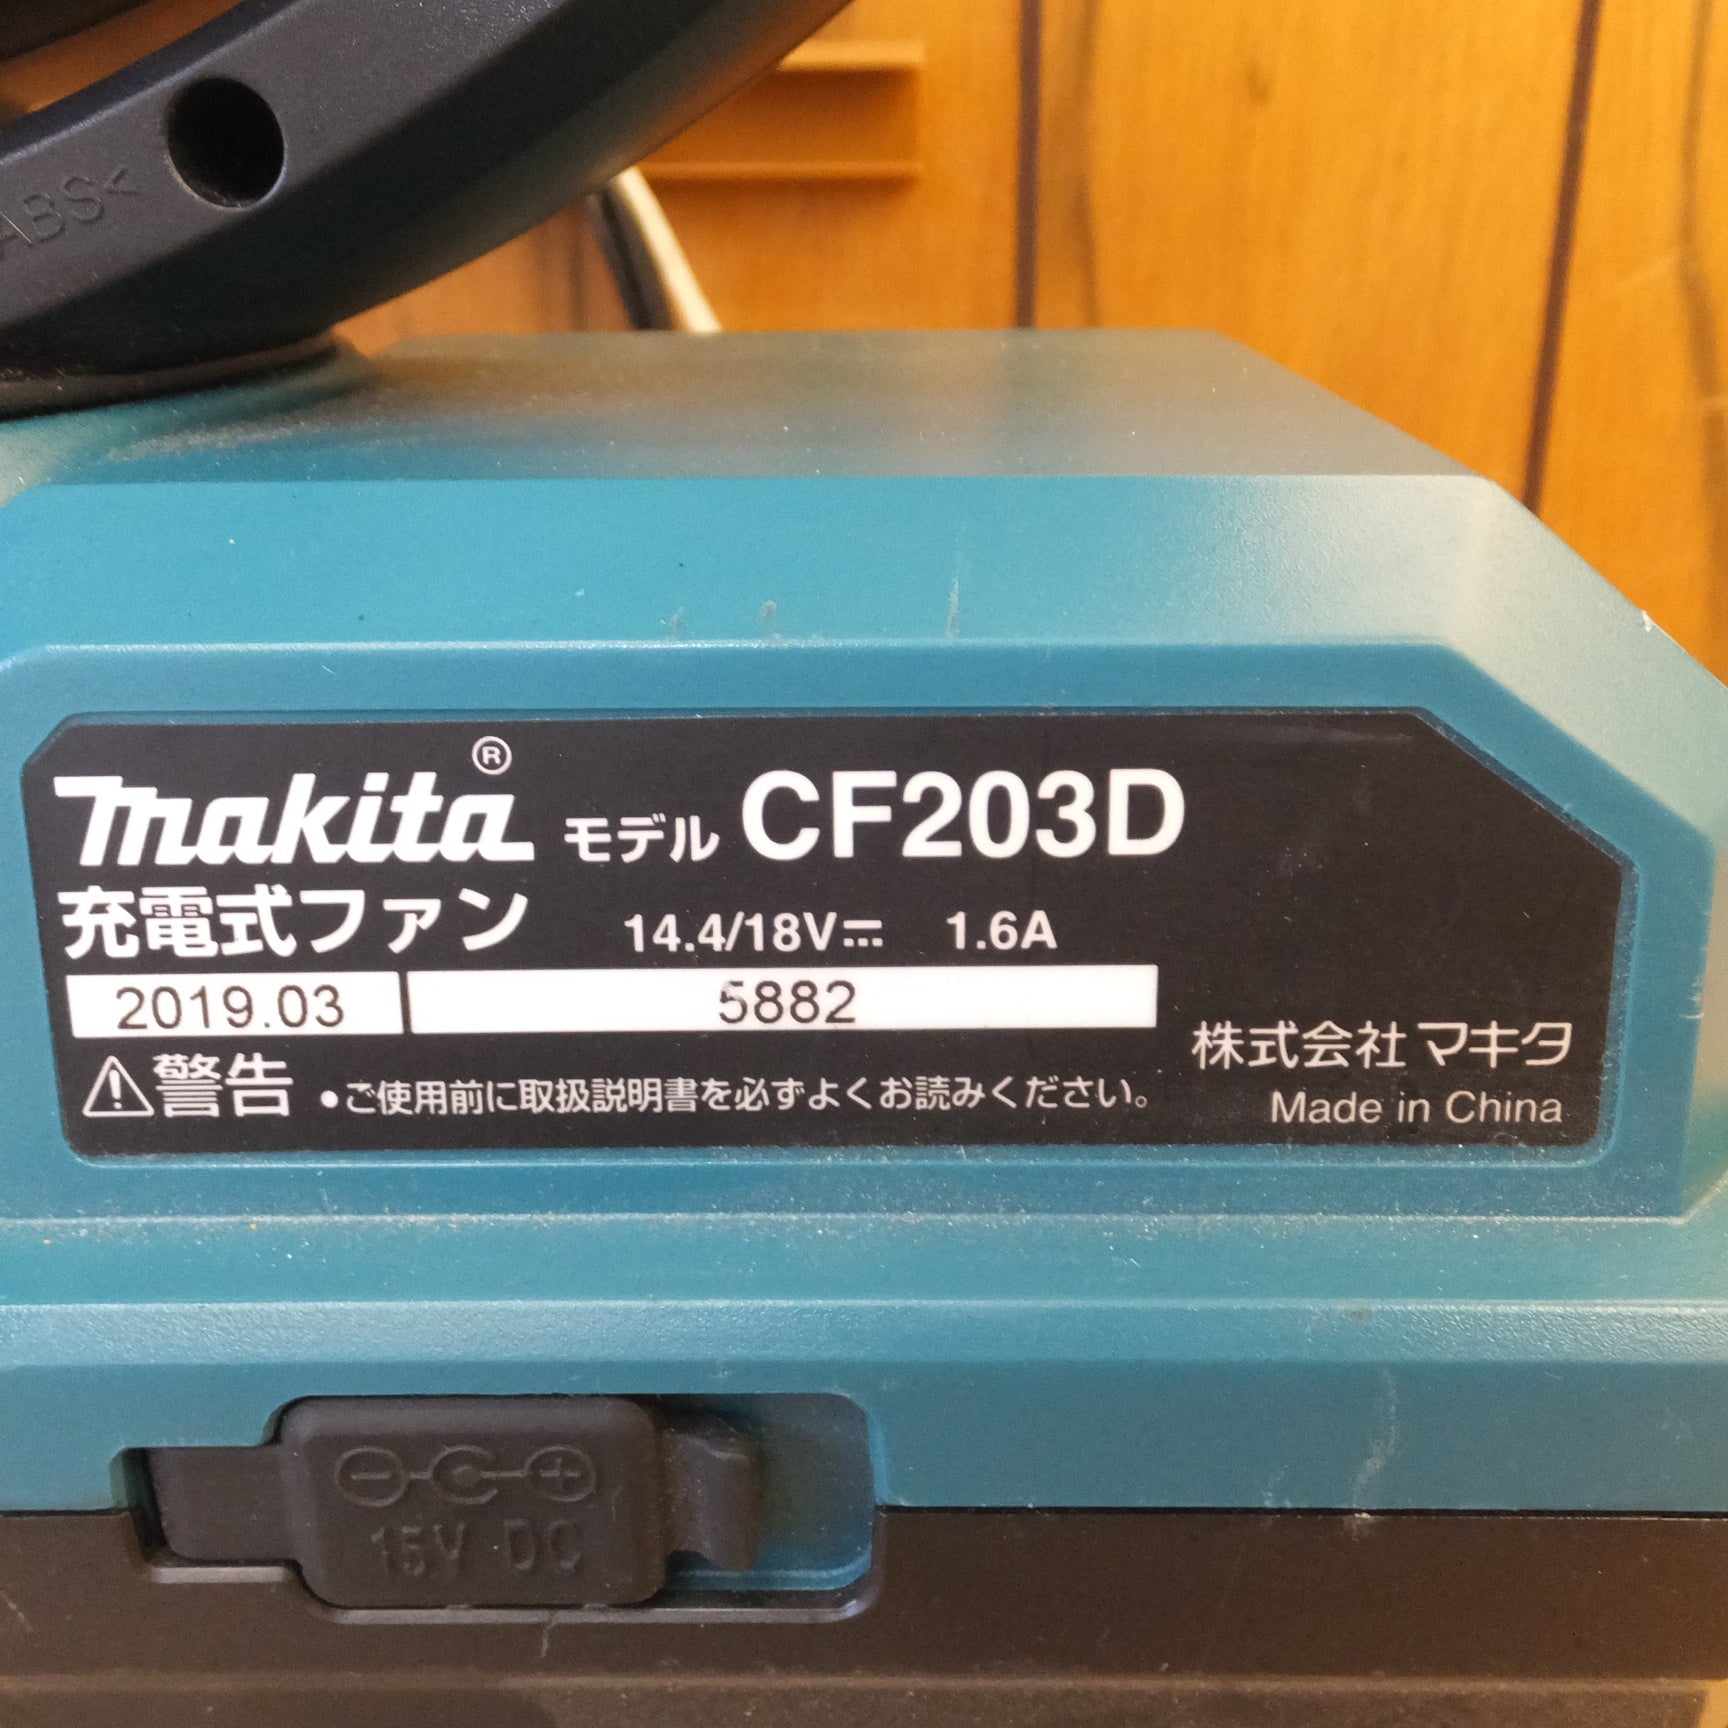 ABS<
makita® モデル CF203D
充電式ファン 14.4/18V 1.6A
2019.03 5882
株式会社マキタ
⚠警告 •ご使用前に取扱説明書を必ずよくお読みください。
Made in China
15V DC